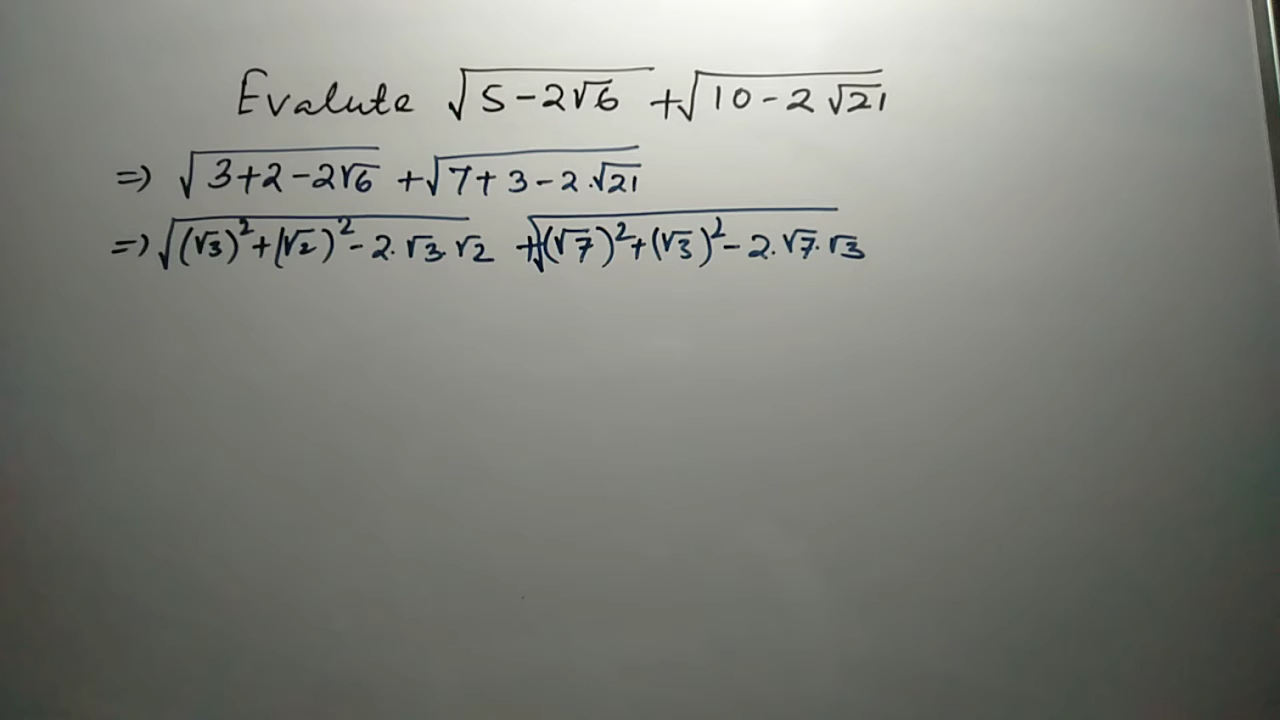 Evalute √(5-2√6) + √(10-2√21)
=) √(3+2-2√6) + √(7+3-2.√21)
=) √((√3)²+(√2)²-2.√3.√2) + √((√7)²+(√3)²-2.√7.√3)